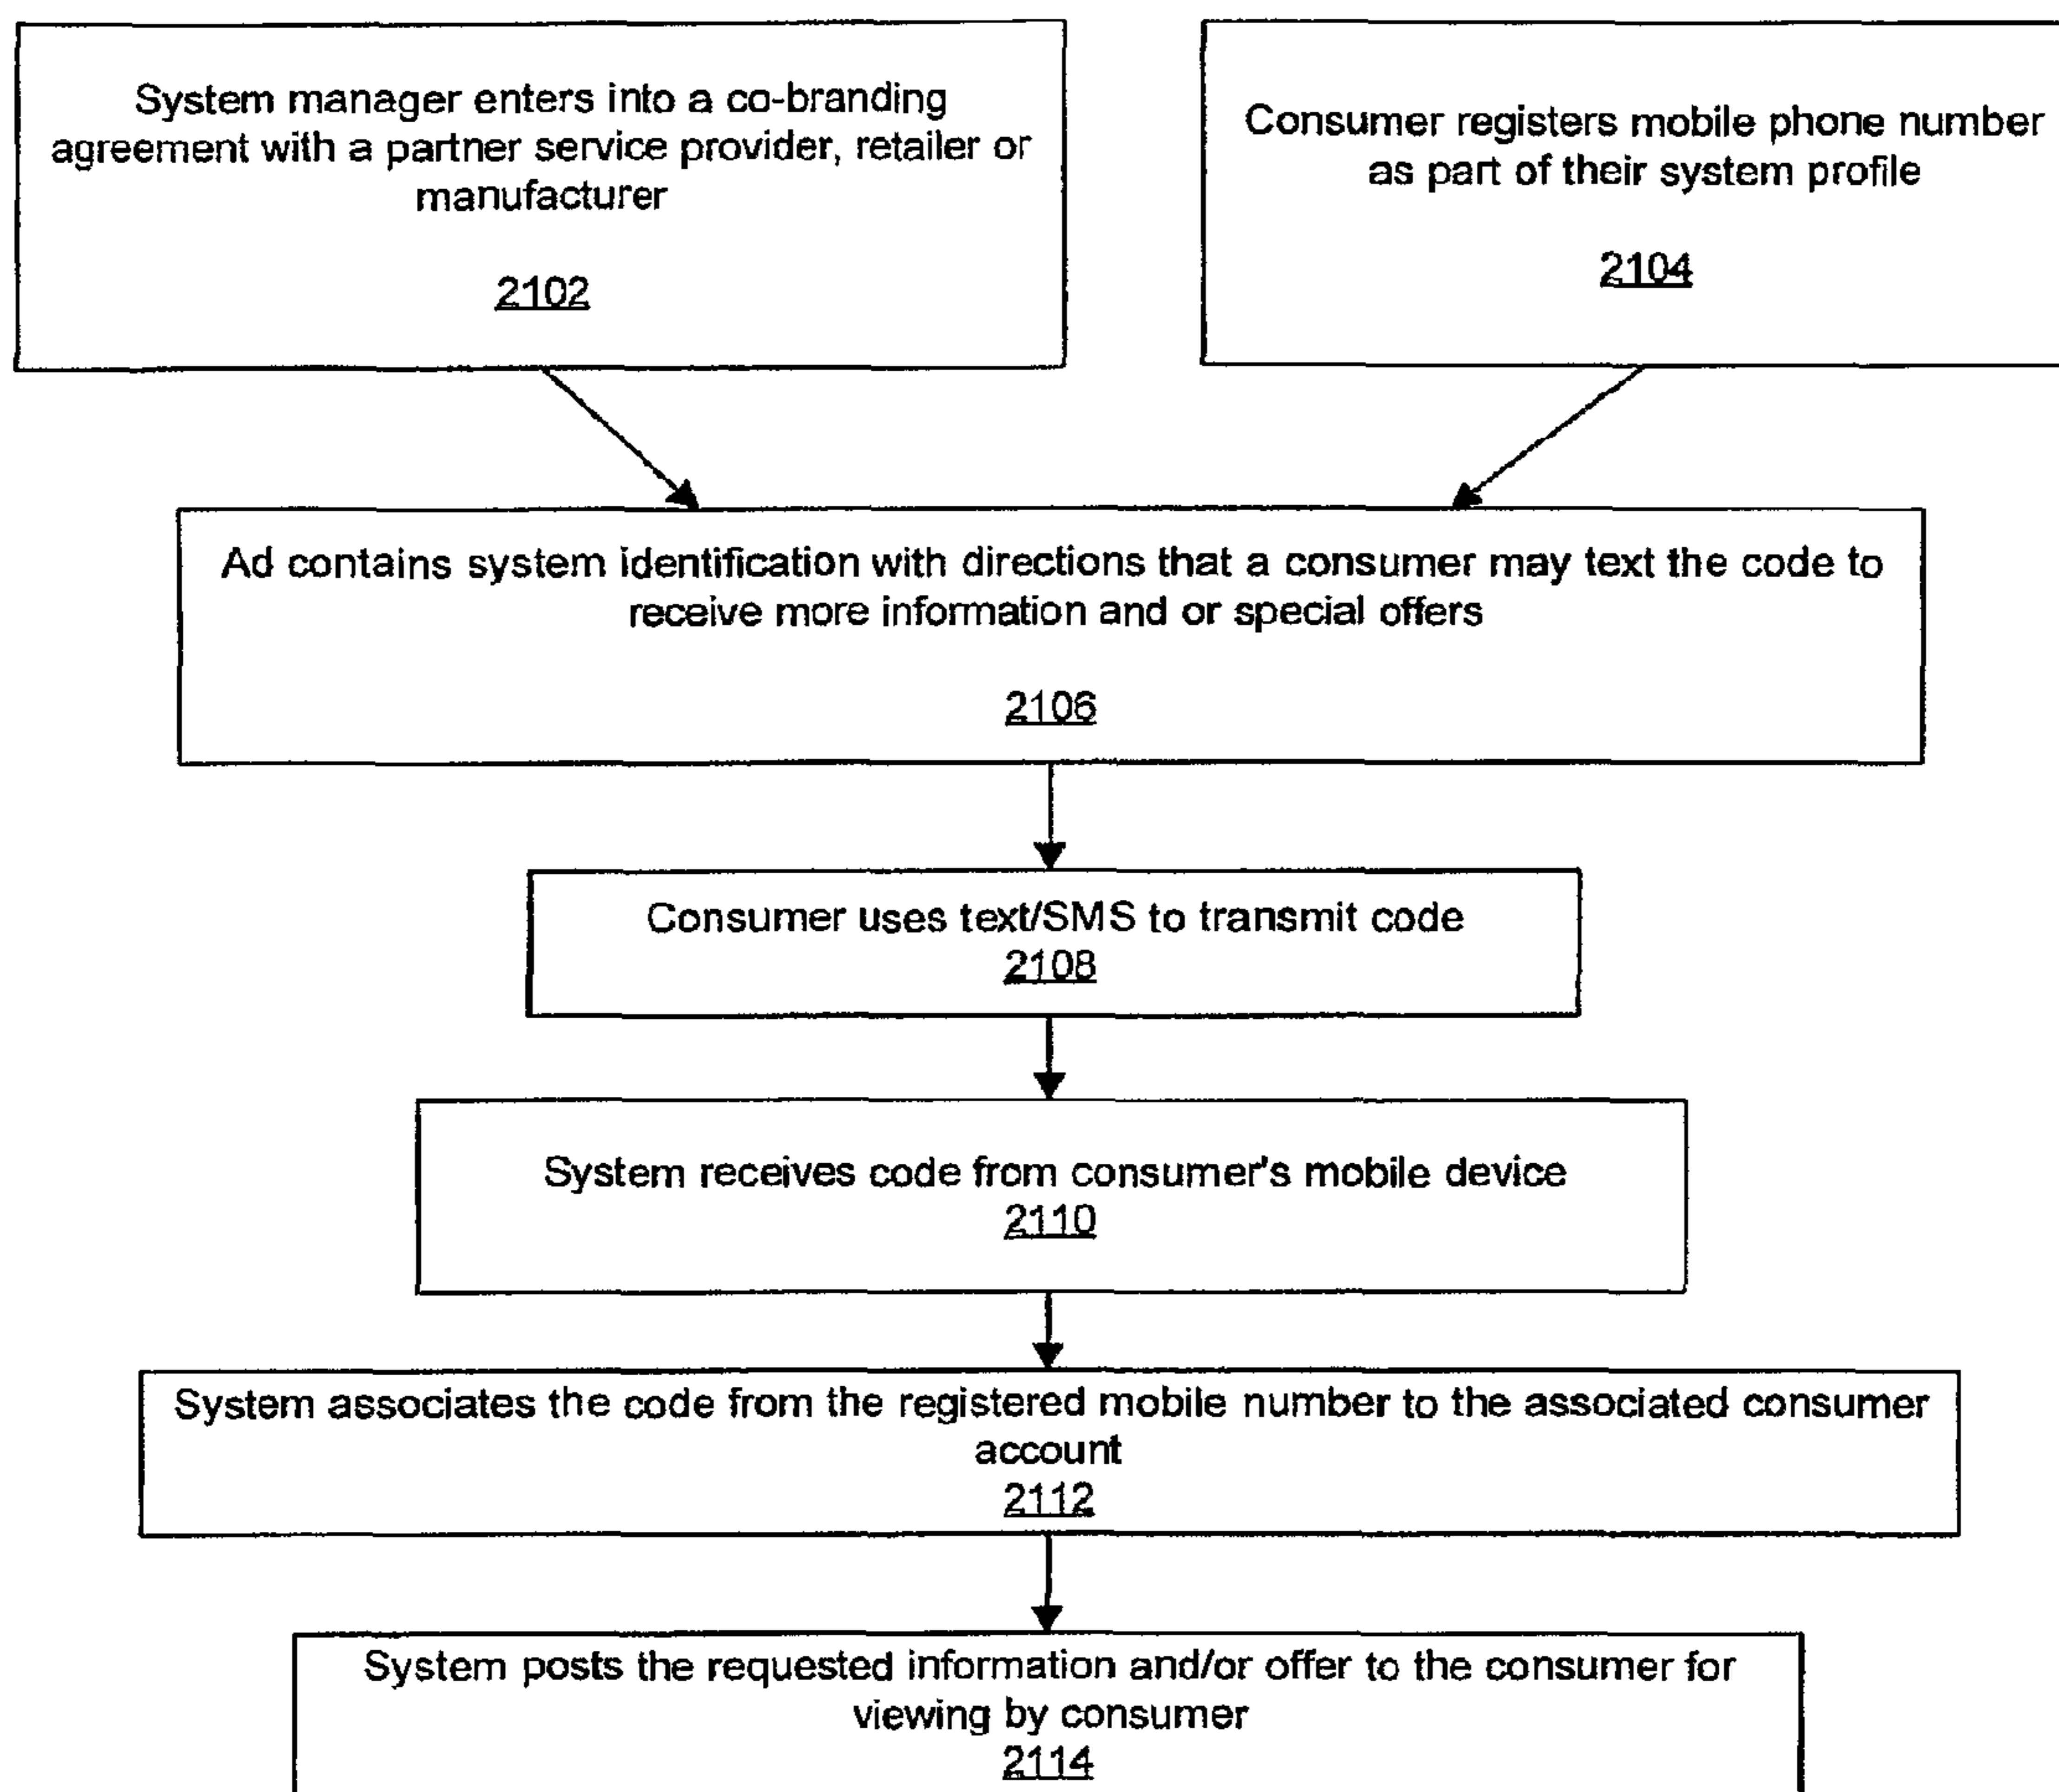 System manager enters into a co-branding
agreement with a partner service provider, retailer or
manufacturer
2102
Consumer registers mobile phone number
as part of their system profile
2104
Ad contains system identification with directions that a consumer may text the code to
receive more information and or special offers
2106
Consumer uses text/SMS to transmit code
2108
System receives code from consumer's mobile device
2110
System associates the code from the registered mobile number to the associated consumer
account
2112
System posts the requested information and/or offer to the consumer for
viewing by consumer
2114